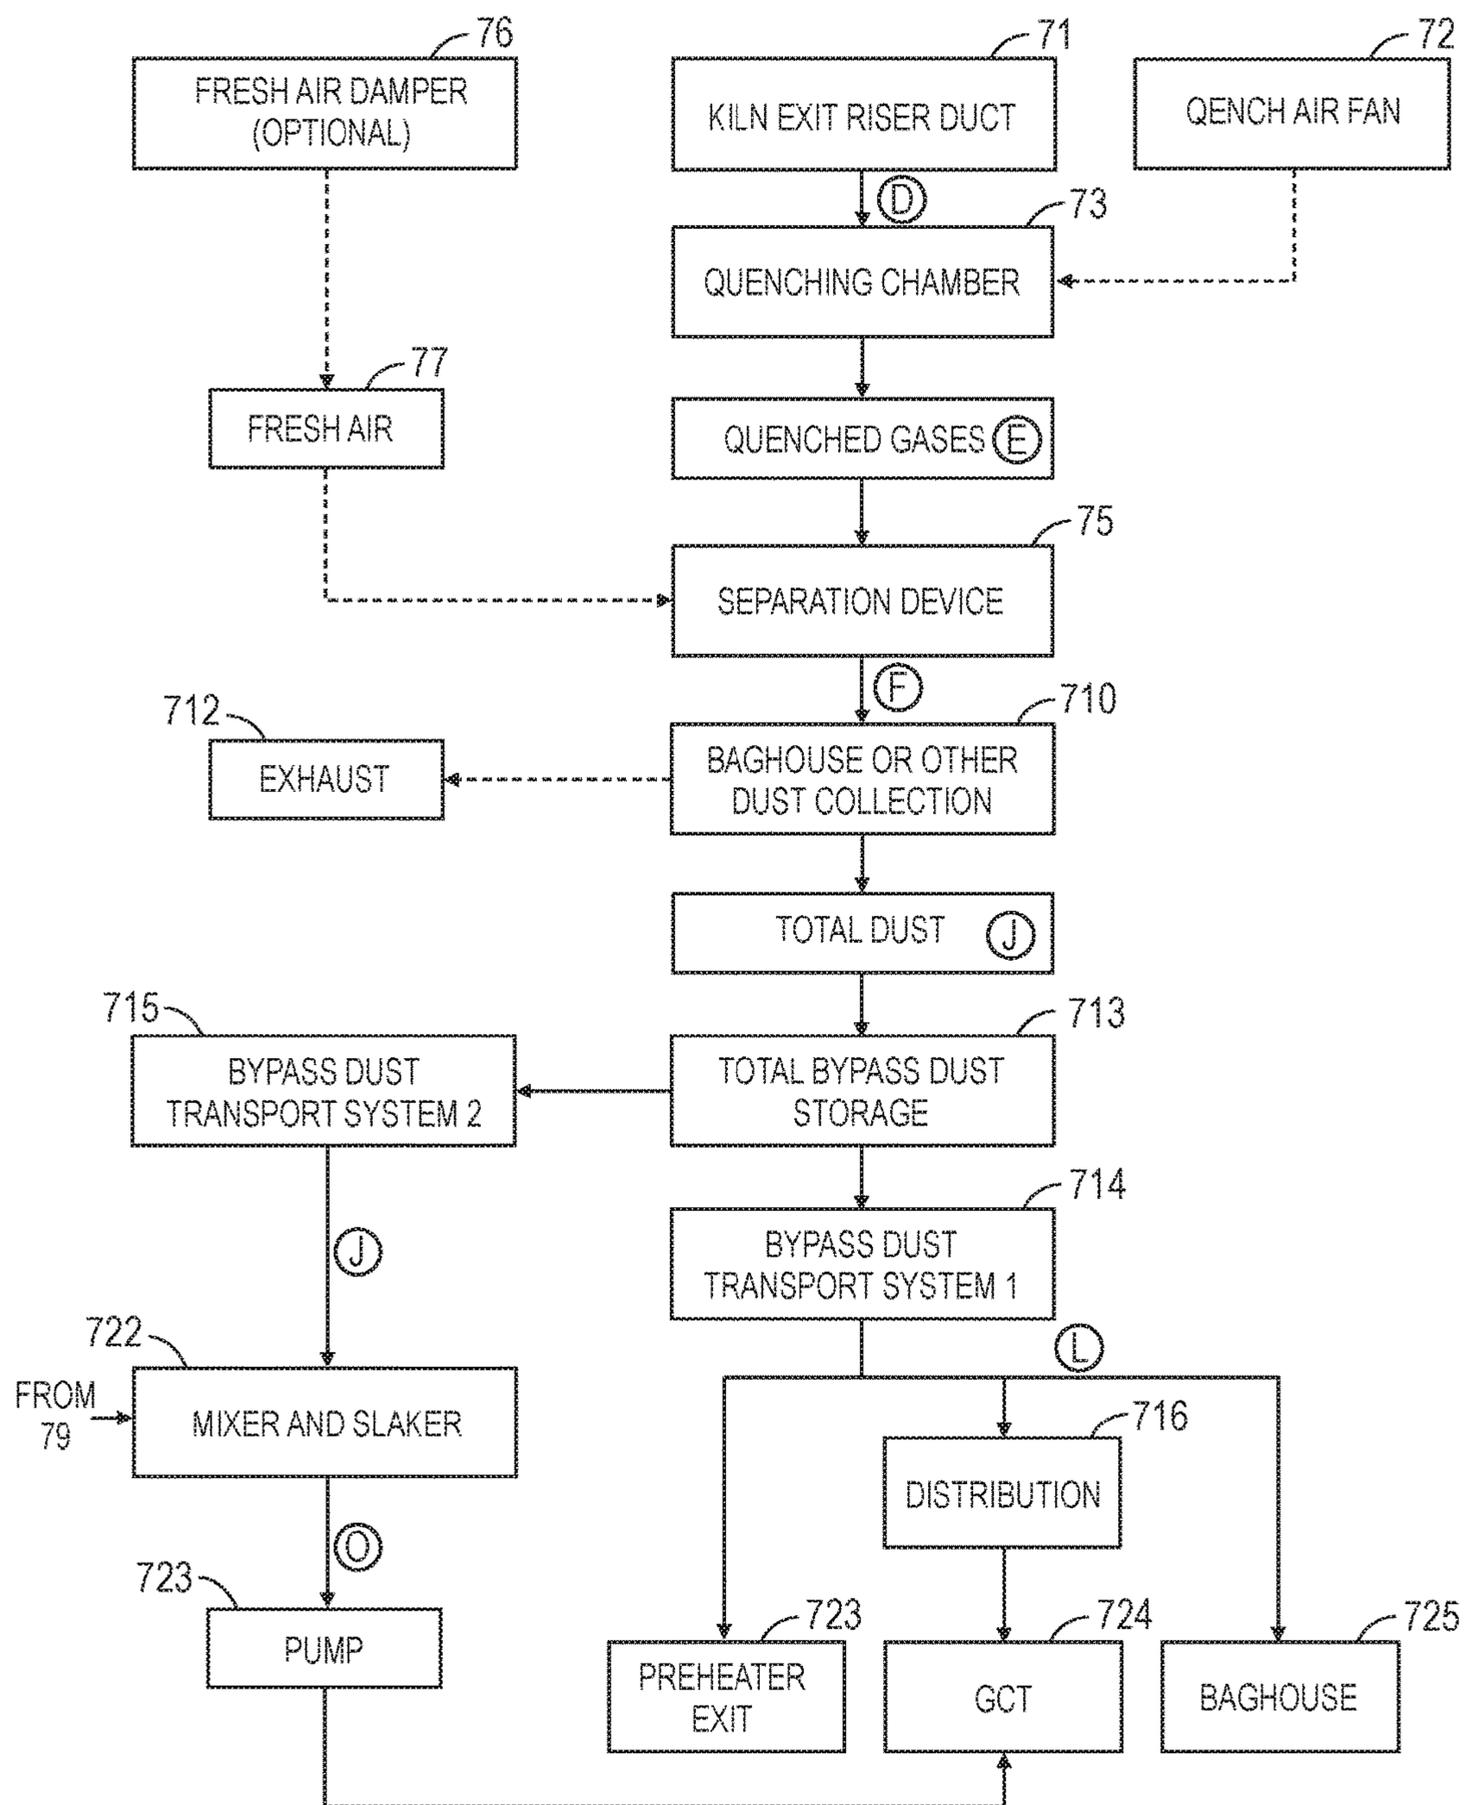 76
71
72
FRESH AIR DAMPER
(OPTIONAL)
KILN EXIT RISER DUCT
QENCH AIR FAN
D
73
QUENCHING CHAMBER
77
FRESH AIR
QUENCHED GASES E
75
SEPARATION DEVICE
F
712
710
EXHAUST
BAGHOUSE OR OTHER
DUST COLLECTION
TOTAL DUST J
715
713
BYPASS DUST
TRANSPORT SYSTEM 2
TOTAL BYPASS DUST
STORAGE
714
J
BYPASS DUST
TRANSPORT SYSTEM 1
722
L
FROM
79
MIXER AND SLAKER
716
DISTRIBUTION
O
723
PUMP
723
724
725
PREHEATER
EXIT
GCT
BAGHOUSE